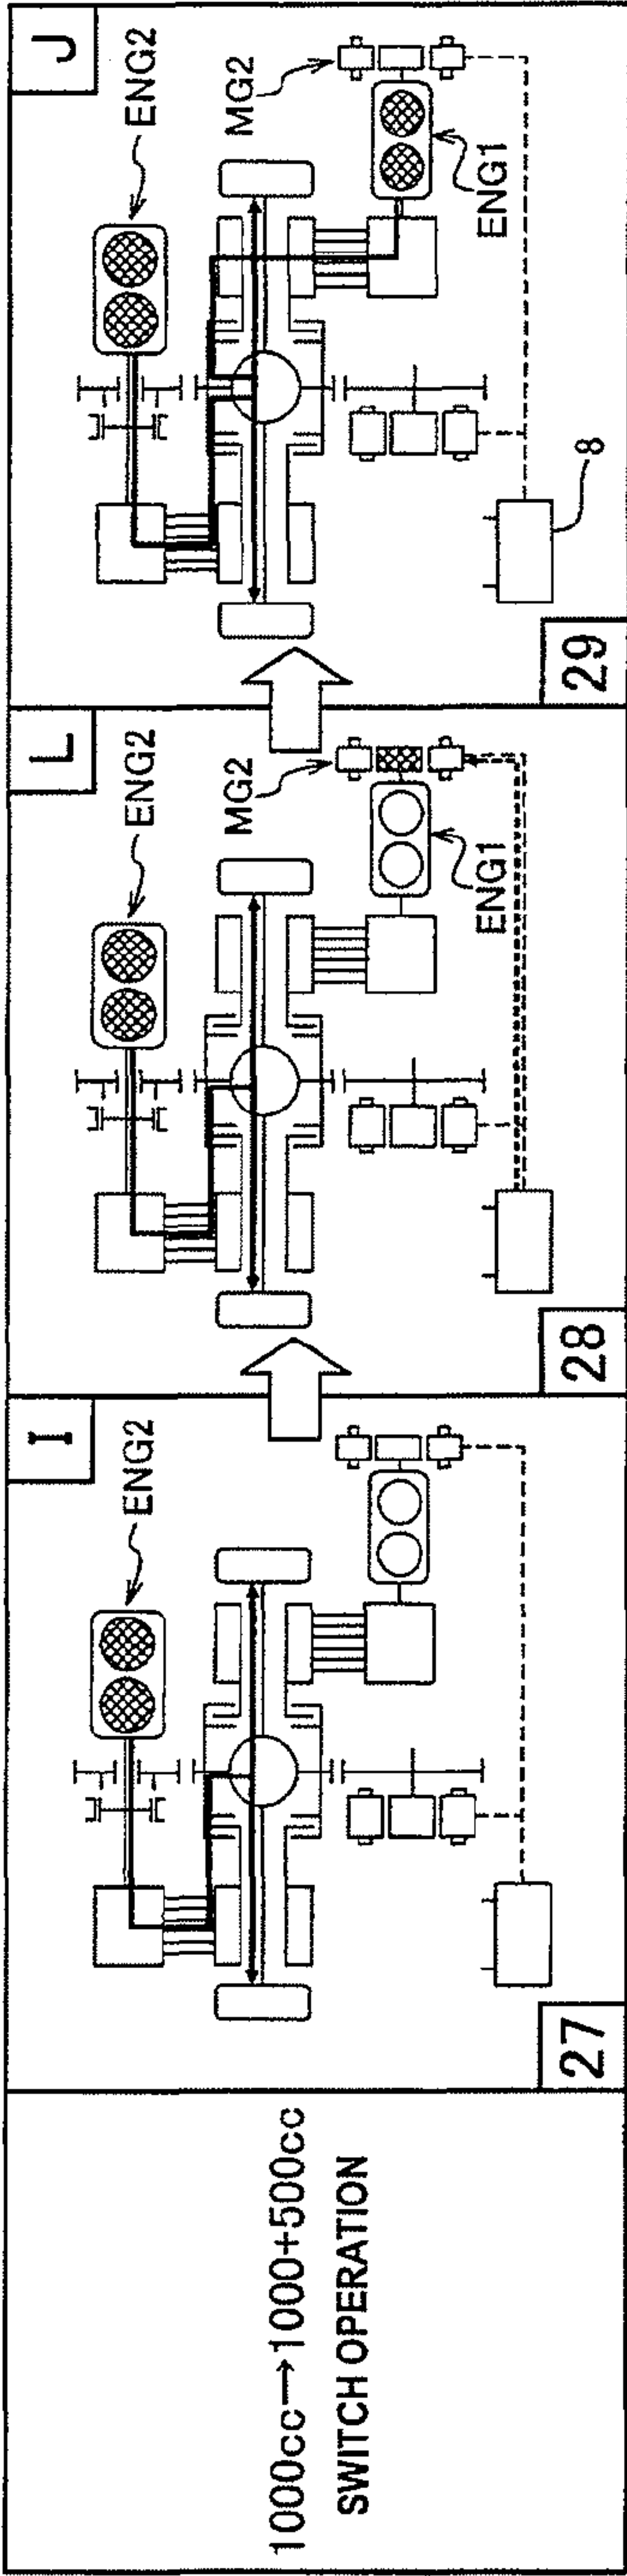 1000cc→1000+500cc
SWITCH OPERATION
I
ENG2
27
L
ENG2
MG2
ENG1
28
J
ENG2
MG2
ENG1
8
29